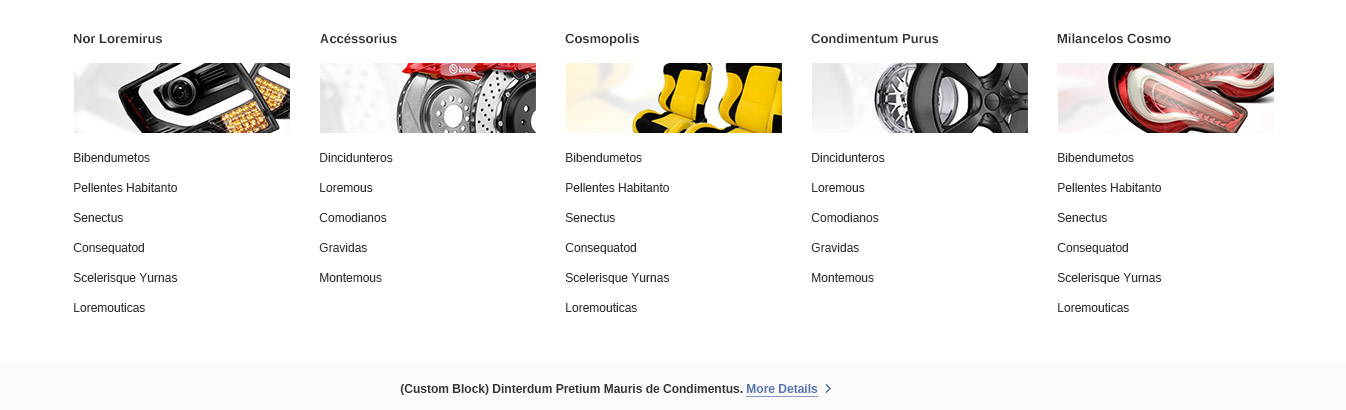 Nor Loremirus
Bibendumetos
Pellentes Habitanto
Senectus
Consequatod
Scelerisque Yurnas
Loremouticas
Accéssorius
Dincidunteros
Loremous
Comodianos
Gravidas
Montemous
Cosmopolis
Bibendumetos
Pellentes Habitanto
Senectus
Consequatod
Scelerisque Yurnas
Loremouticas
Condimentum Purus
Dincidunteros
Loremous
Comodianos
Gravidas
Montemous
Milancelos Cosmo
Bibendumetos
Pellentes Habitanto
Senectus
Consequatod
Scelerisque Yurnas
Loremouticas
(Custom Block) Dinterdum Pretium Mauris de Condimentus. More Details